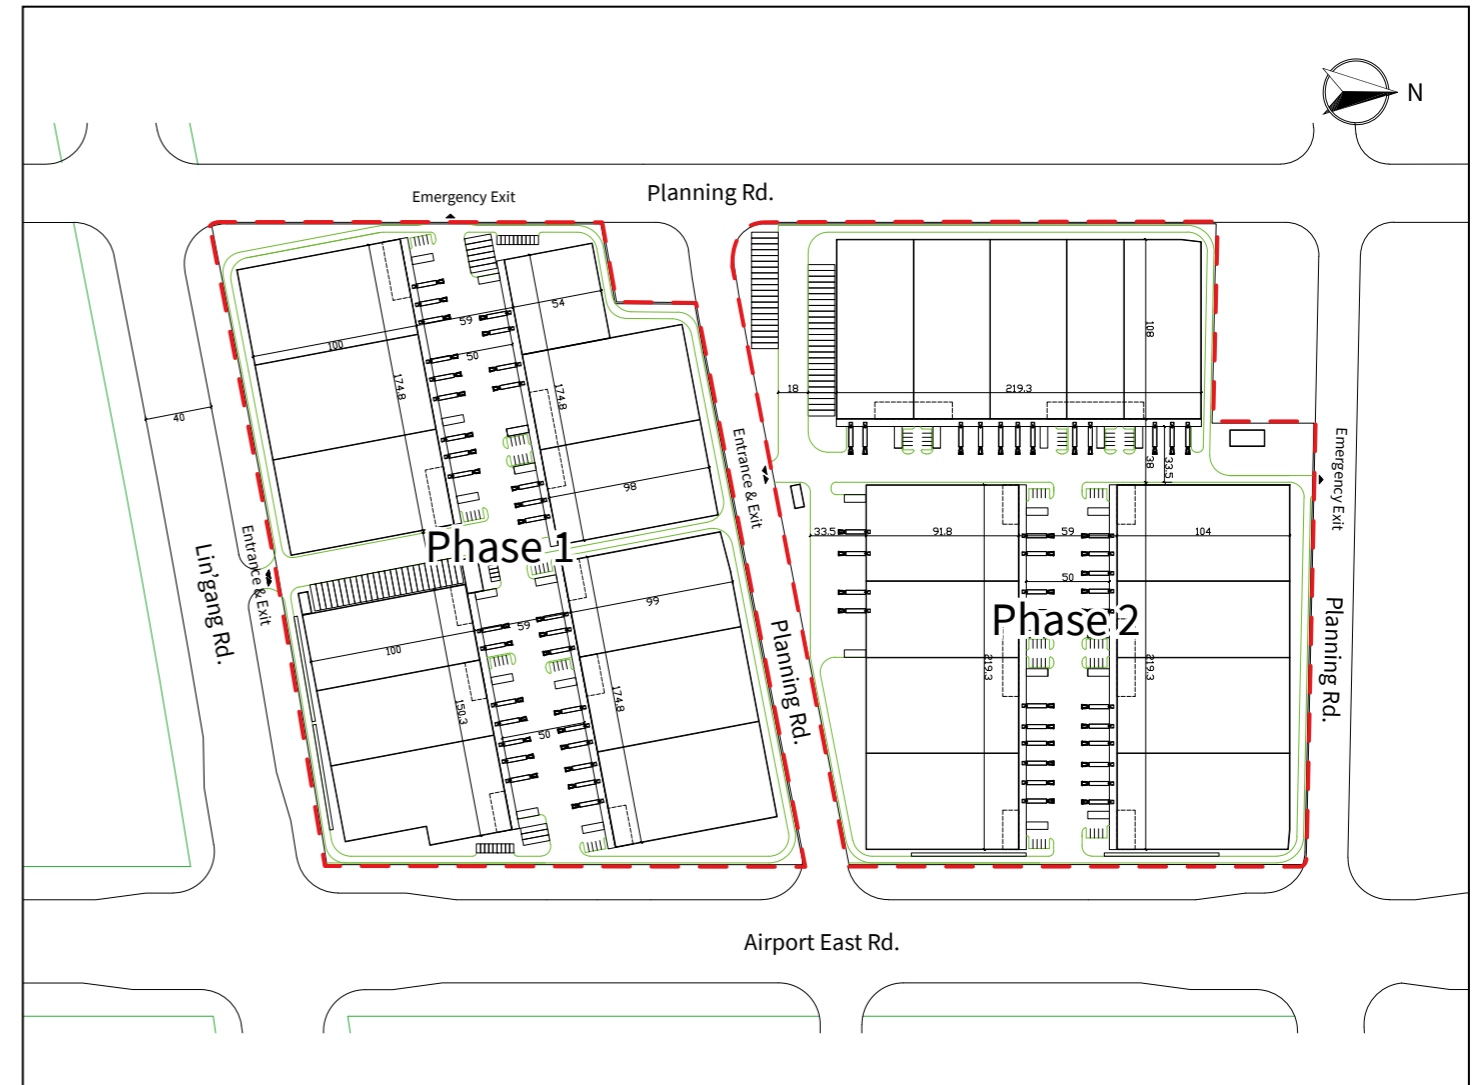 N
Planning Rd.
Emergency Exit
54
59
100
50
174.8
174.8
40
98
Entrance & Exit
Phase 1
Entrance & Exit
Lin’gang Rd.
99
59
100
150.3
174.8
50
Planning Rd.
108
18
219.3
38
33.5
Emergency Exit
33.5
91.8
59
104
50
Phase 2
219.3
219.3
Planning Rd.
Airport East Rd.